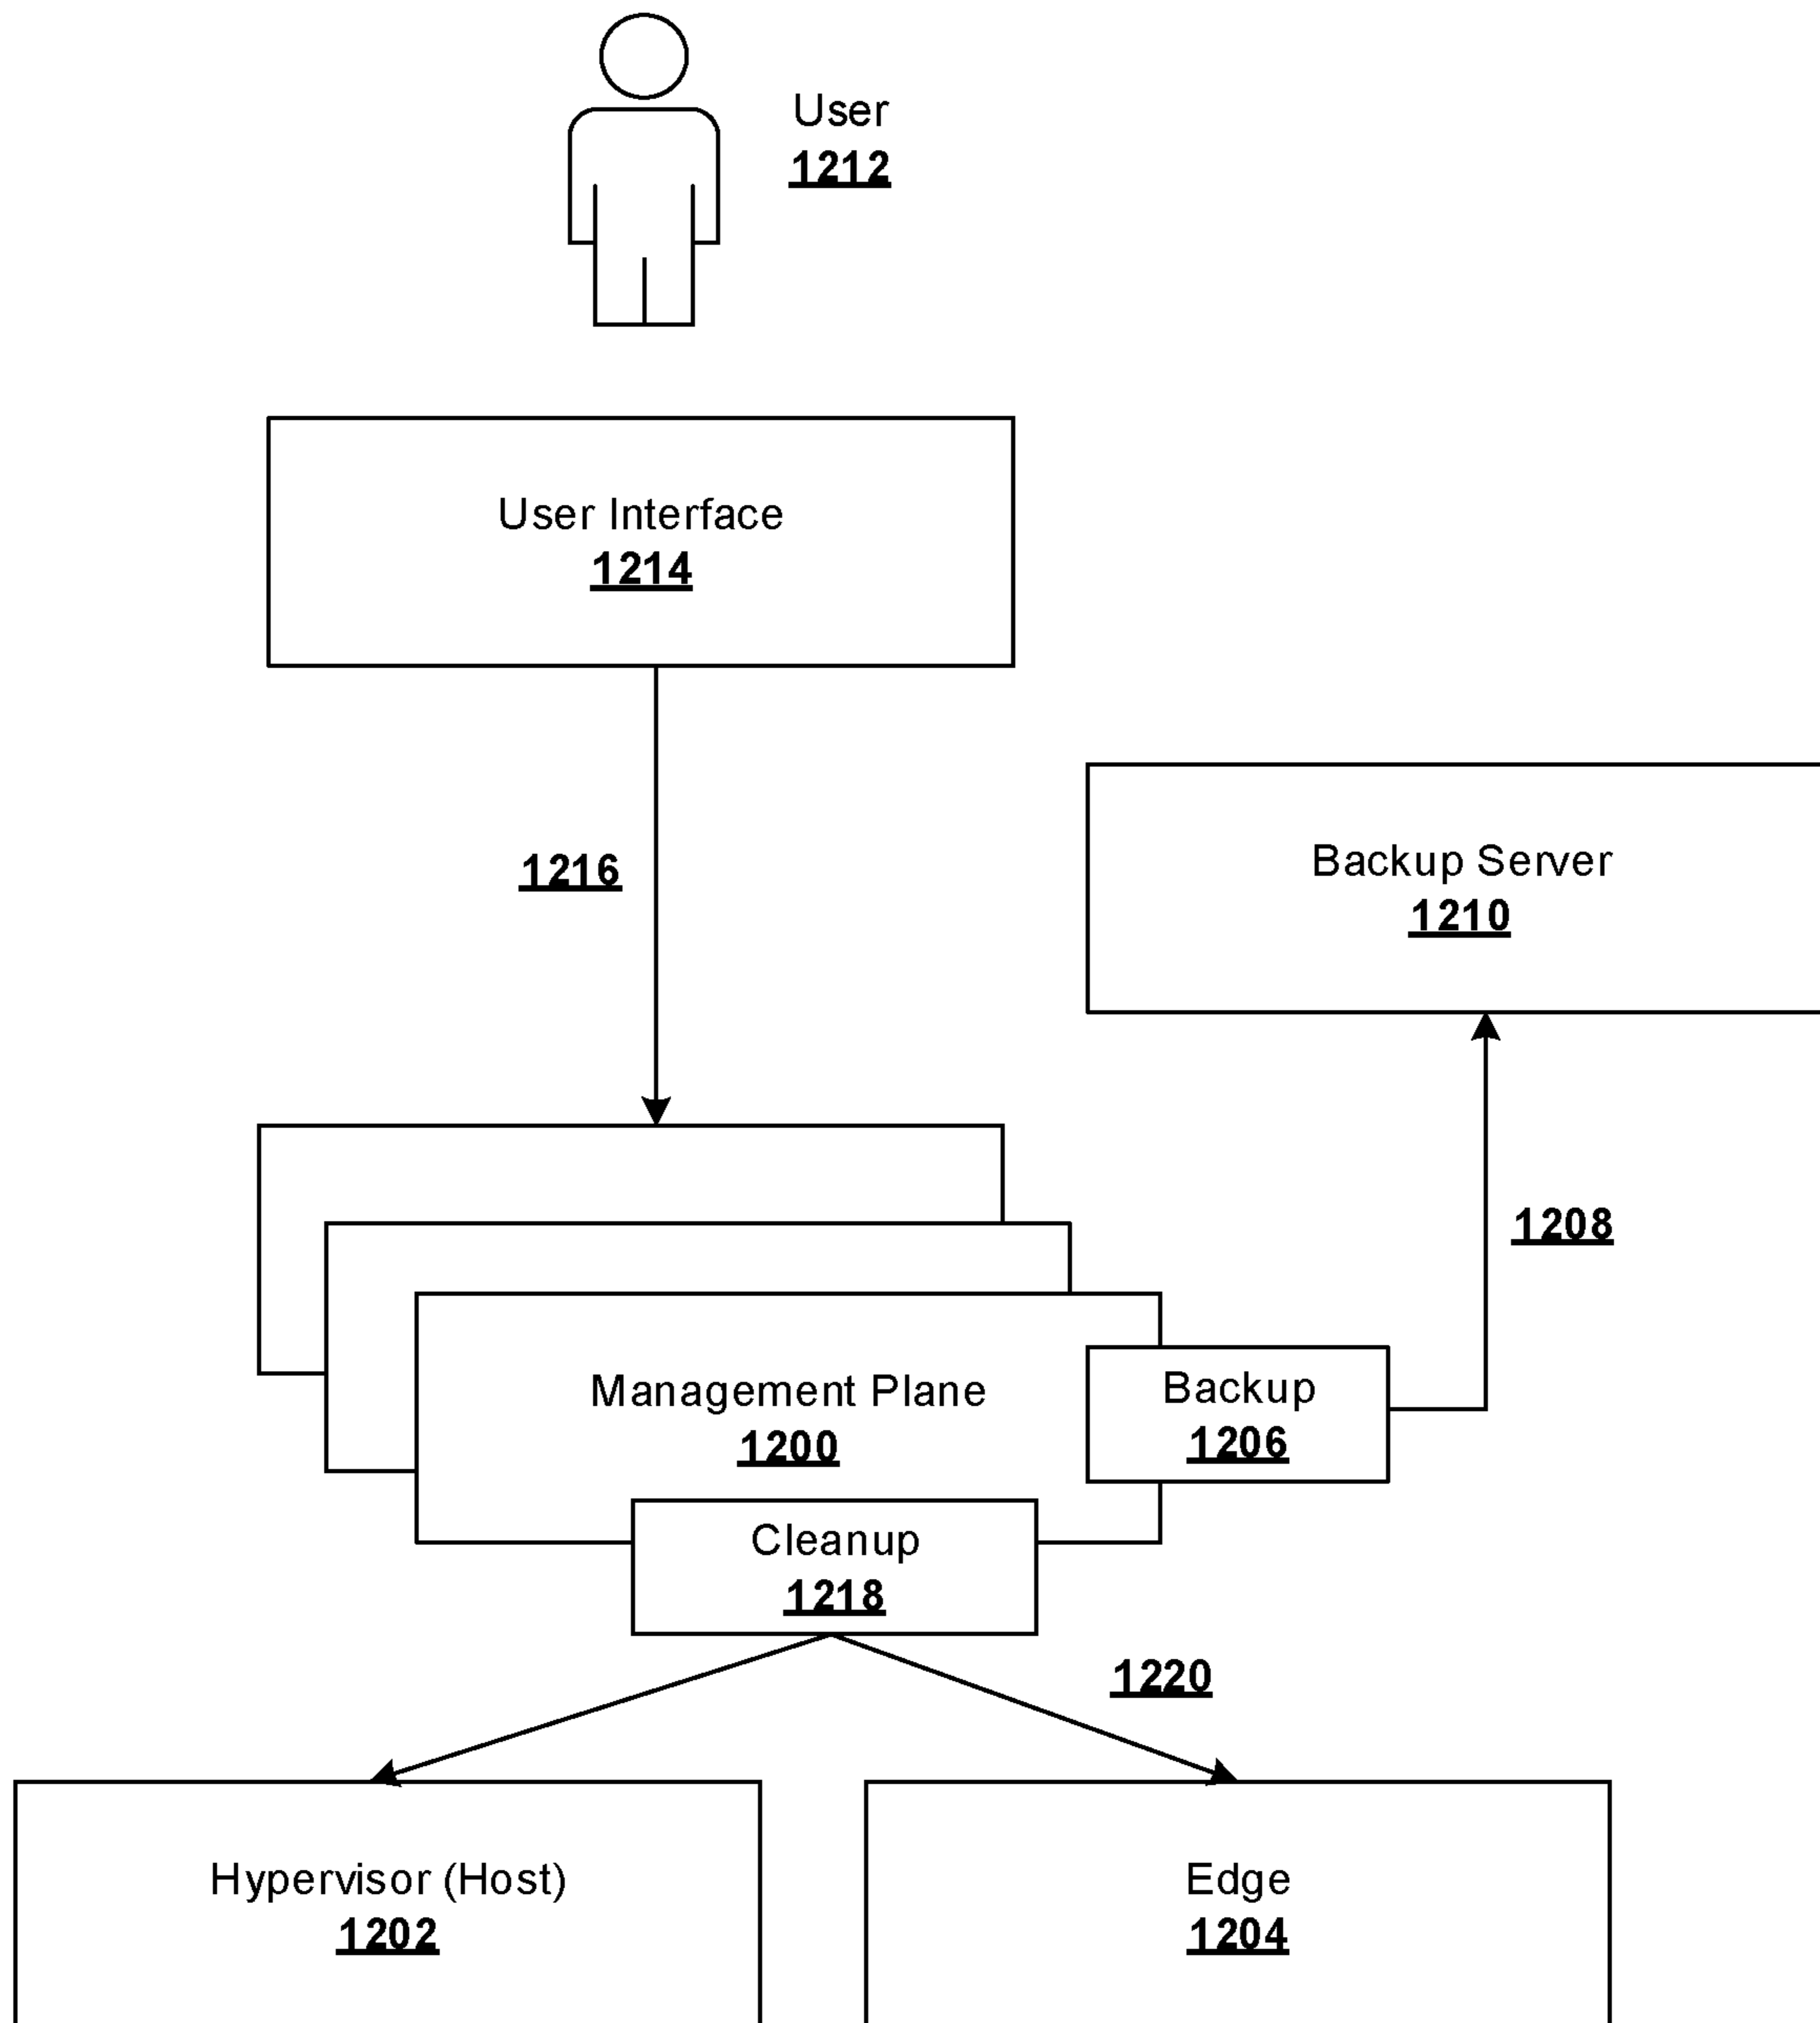 User
1212
User Interface
1214
1216
Backup Server
1210
1208
Management Plane
1200
Backup
1206
Cleanup
1218
1220
Hypervisor (Host)
1202
Edge
1204